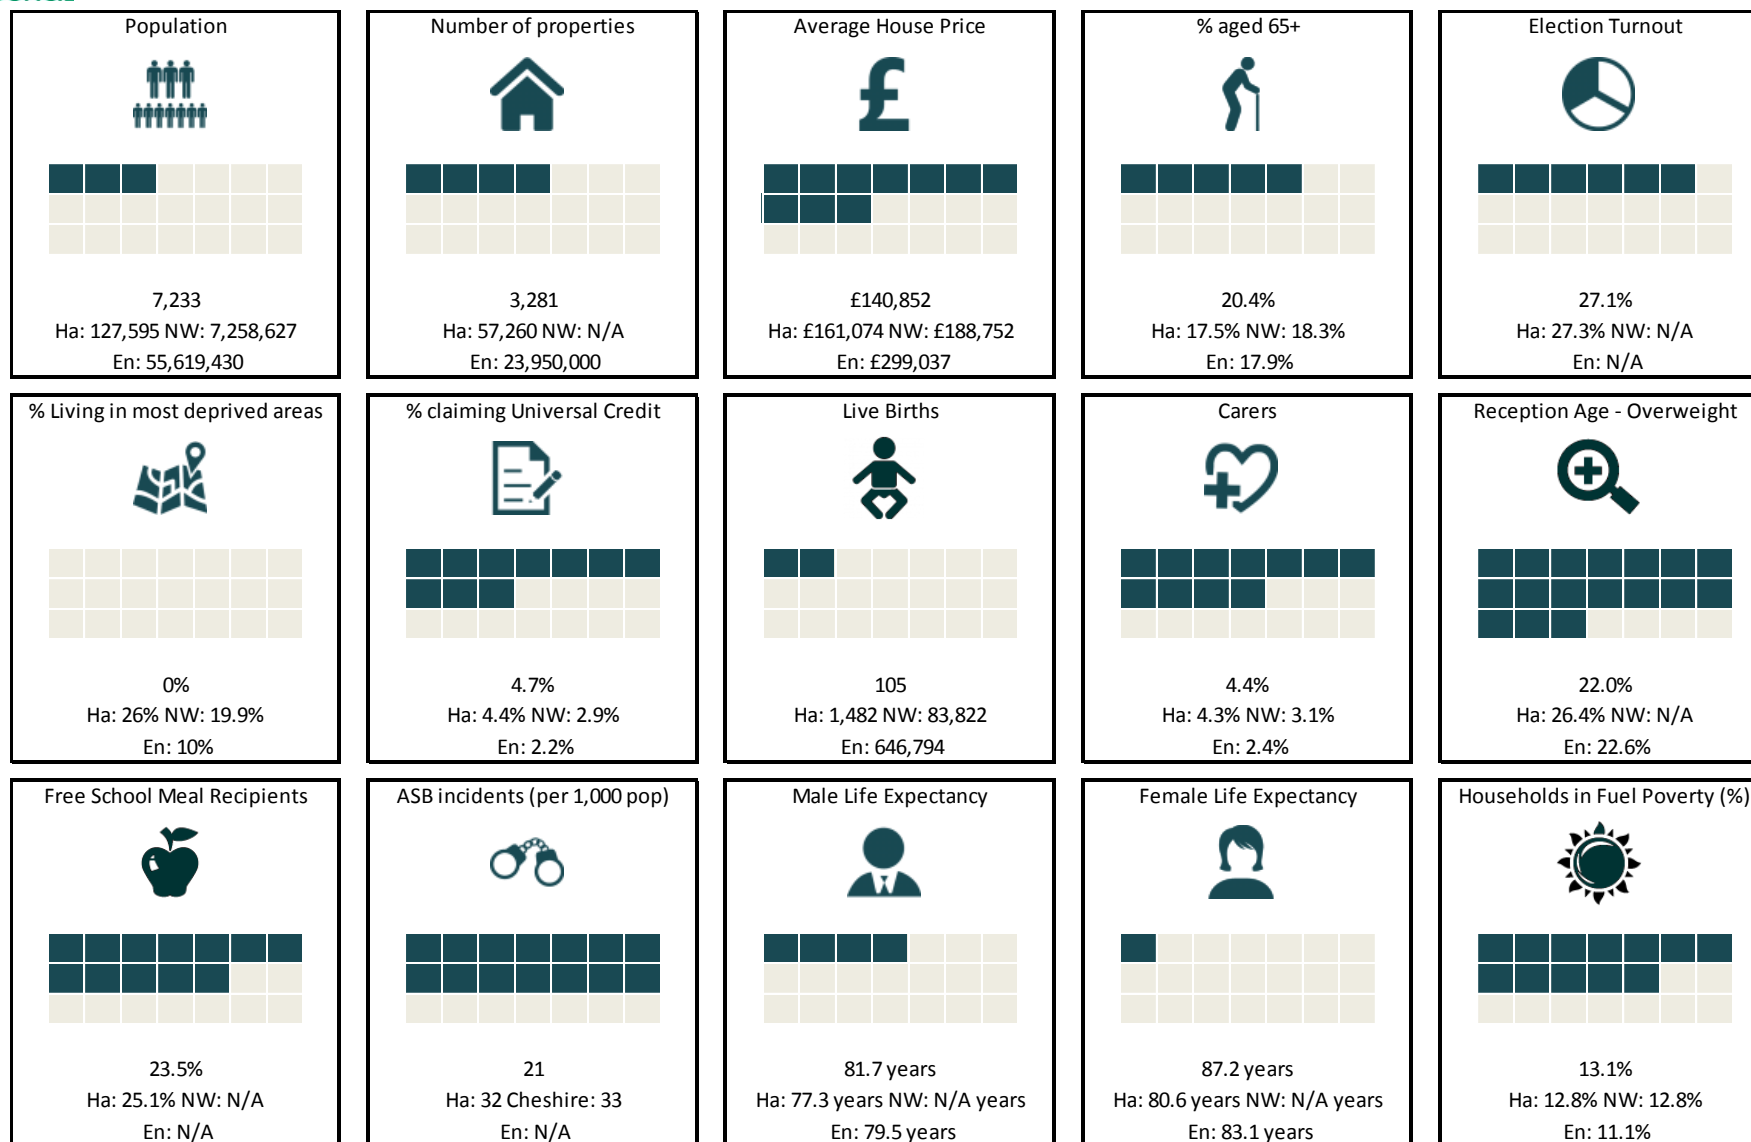 Population
7,233
Ha: 127,595 NW: 7,258,627
En: 55,619,430
Number of properties
3,281
Ha: 57,260 NW: N/A
En: 23,950,000
Average House Price
£140,852
Ha: £161,074 NW: £188,752
En: £299,037
% aged 65+
20.4%
Ha: 17.5% NW: 18.3%
En: 17.9%
Election Turnout
27.1%
Ha: 27.3% NW: N/A
En: N/A
% Living in most deprived areas
0%
Ha: 26% NW: 19.9%
En: 10%
% claiming Universal Credit
4.7%
Ha: 4.4% NW: 2.9%
En: 2.2%
Live Births
105
Ha: 1,482 NW: 83,822
En: 646,794
Carers
4.4%
Ha: 4.3% NW: 3.1%
En: 2.4%
Reception Age - Overweight
22.0%
Ha: 26.4% NW: N/A
En: 22.6%
Free School Meal Recipients
23.5%
Ha: 25.1% NW: N/A
En: N/A
ASB incidents (per 1,000 pop)
21
Ha: 32 Cheshire: 33
En: N/A
Male Life Expectancy
81.7 years
Ha: 77.3 years NW: N/A years
En: 79.5 years
Female Life Expectancy
87.2 years
Ha: 80.6 years NW: N/A years
En: 83.1 years
Households in Fuel Poverty (%)
13.1%
Ha: 12.8% NW: 12.8%
En: 11.1%